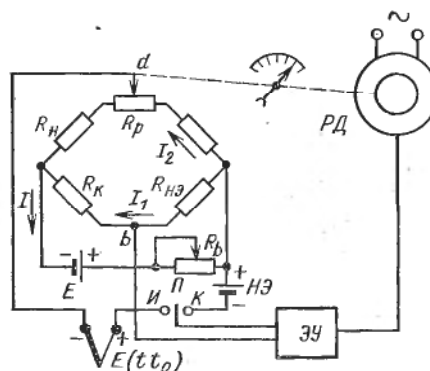 d
~
Rн
Rр
I₂
РД
Rк
Rнэ
I
I₁
b
- +
E
Rb
П
+ НЭ
-
И К
ЭУ
- +
E(tt₀)